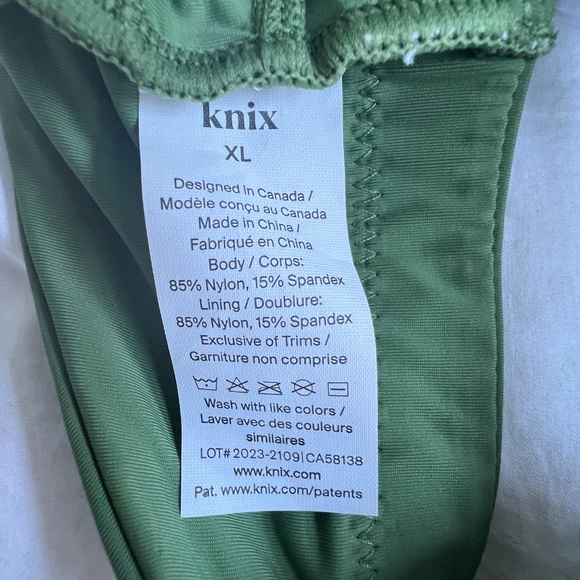 knix
XL
Designed in Canada /
Modèle conçu au Canada
Made in China /
Fabriqué en China
Body / Corps:
85% Nylon, 15% Spandex
Lining / Doublure:
85% Nylon, 15% Spandex
Exclusive of Trims /
Garniture non comprise
Wash with like colors /
Laver avec des couleurs
similaires
LOT# 2023-2109|CA58138
www.knix.com
Pat. www.knix.com/patents